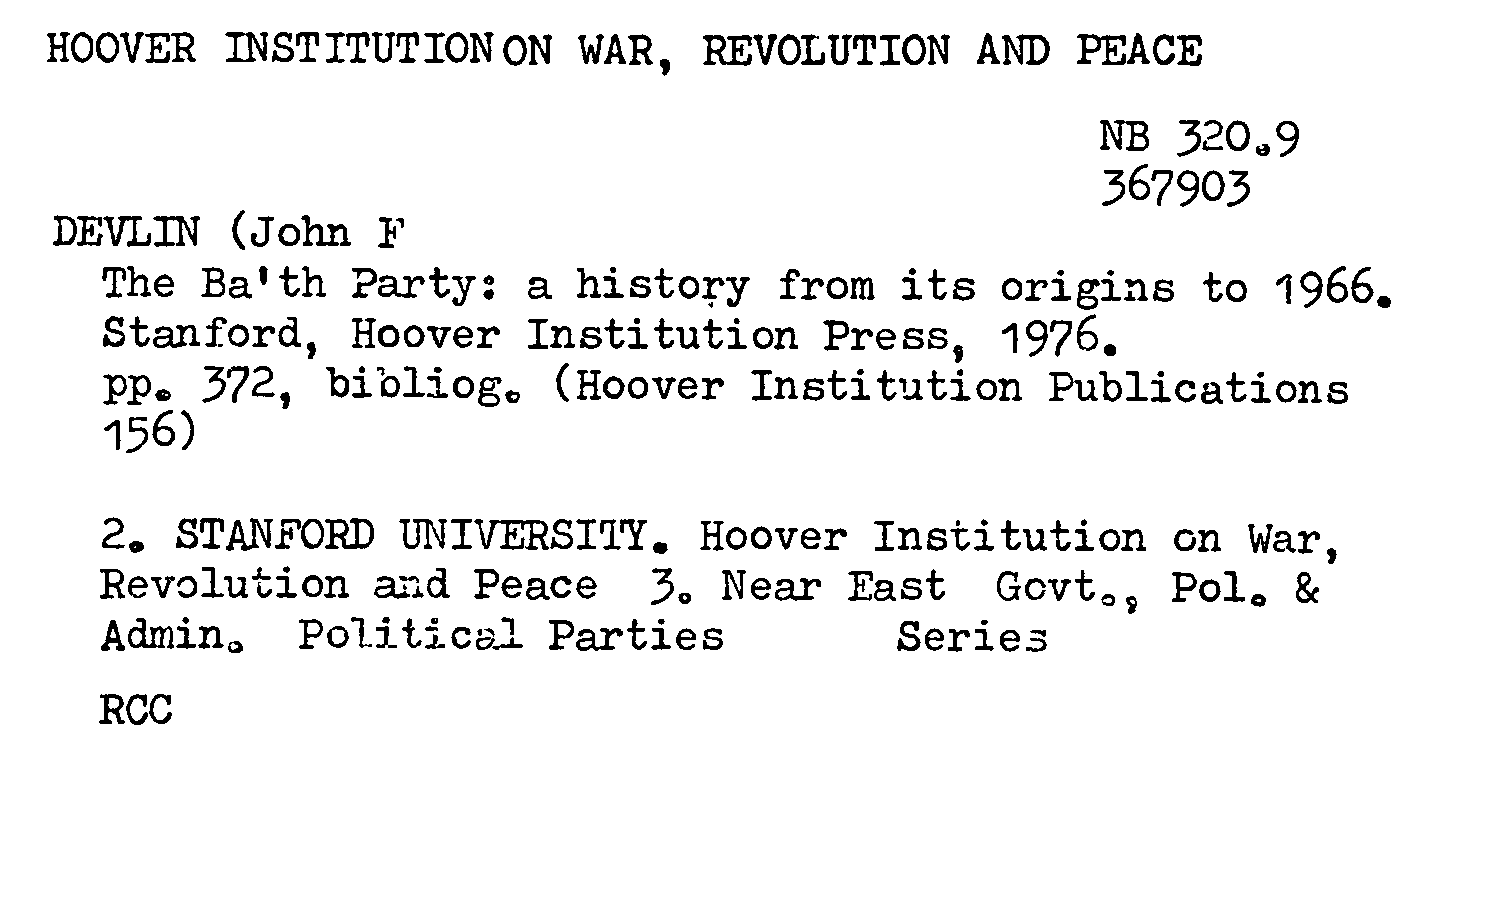 HOOVER INSTITUTION ON WAR, REVOLUTION AND PEACE
NB 320.9
367903
DEVLIN (John F
The Ba'th Party: a history from its origins to 1966.
Stanford, Hoover Institution Press, 1976.
pp. 372, bibliog. (Hoover Institution Publications
156)
2. STANFORD UNIVERSITY. Hoover Institution on War,
Revolution and Peace 3. Near East Govt., Pol. &
Admin. Political Parties Series
RCC